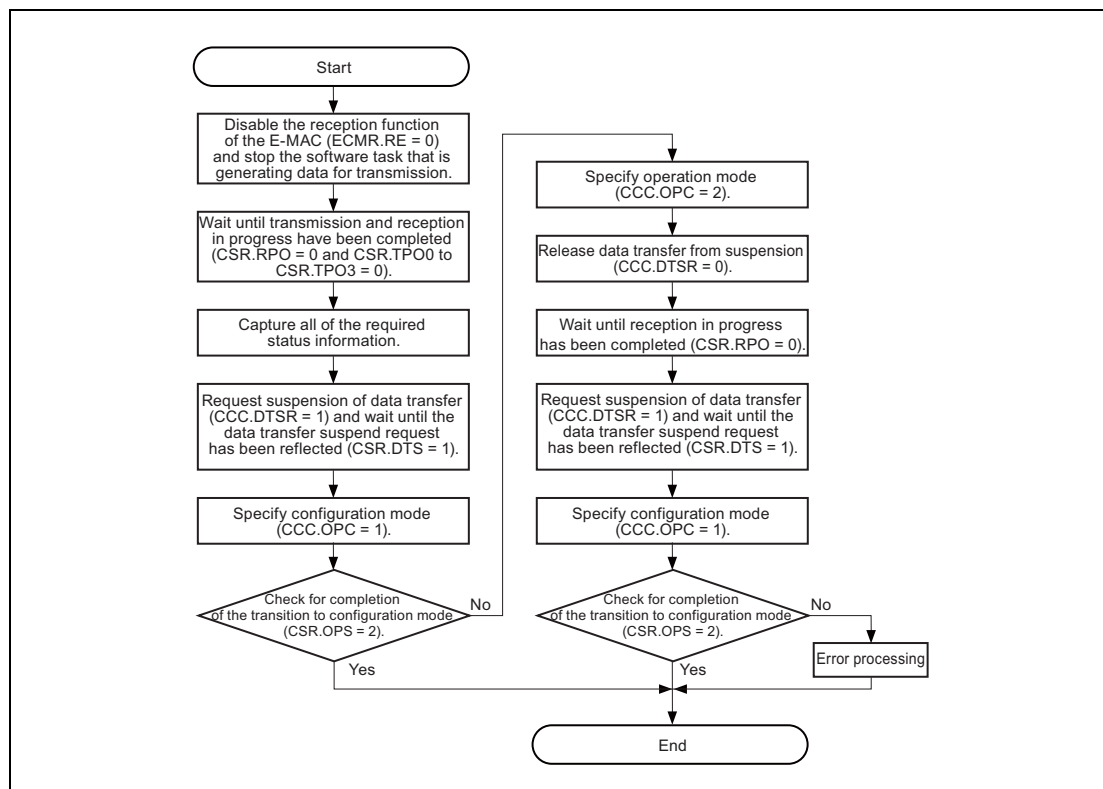 Start
Disable the reception function
of the E-MAC (ECMR.RE = 0)
and stop the software task that is
generating data for transmission.
Wait until transmission and reception
in progress have been completed
(CSR.RPO = 0 and CSR.TPO0 to
CSR.TPO3 = 0).
Capture all of the required
status information.
Request suspension of data transfer
(CCC.DTSR = 1) and wait until the
data transfer suspend request
has been reflected (CSR.DTS = 1).
Specify configuration mode
(CCC.OPC = 1).
Check for completion
of the transition to configuration mode
(CSR.OPS = 2).
No
Yes
Specify operation mode
(CCC.OPC = 2).
Release data transfer from suspension
(CCC.DTSR = 0).
Wait until reception in progress
has been completed (CSR.RPO = 0).
Request suspension of data transfer
(CCC.DTSR = 1) and wait until the
data transfer suspend request
has been reflected (CSR.DTS = 1).
Specify configuration mode
(CCC.OPC = 1).
Check for completion
of the transition to configuration mode
(CSR.OPS = 2).
No
Error processing
Yes
End